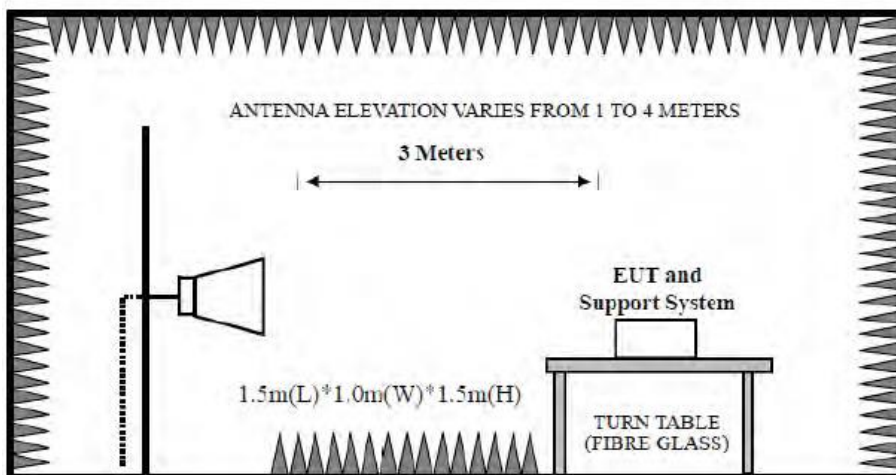 ANTENNA ELEVATION VARIES FROM 1 TO 4 METERS
3 Meters
EUT and
Support System
1.5m(L)*1.0m(W)*1.5m(H)
TURN TABLE
(FIBRE GLASS)